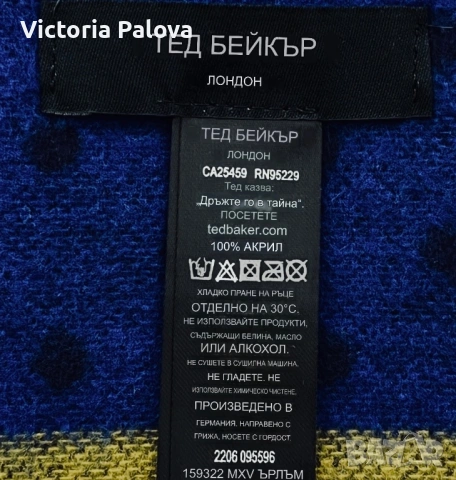 Victoria Palova
ТЕД БЕЙКЪР
ЛОНДОН
ТЕД БЕЙКЪР
ЛОНДОН
CA25459 RN95229
Тед казва:
„Дръжте го в тайна“.
ПОСЕТЕТЕ
tedbaker.com
100% АКРИЛ
ХЛАДКО ПРАНЕ НА РЪЦЕ
ОТДЕЛНО НА 30°C.
НЕ ИЗПОЛЗВАЙТЕ ПРОДУКТИ,
СЪДЪРЖАЩИ БЕЛИНА, МАСЛО
ИЛИ АЛКОХОЛ.
НЕ СУШЕТЕ В СУШИЛНА МАШИНА.
НЕ ГЛАДЕТЕ. НЕ
ИЗПОЛЗВАЙТЕ ХИМИЧЕСКО ЧИСТЕНЕ.
ПРОИЗВЕДЕНО В
ГЕРМАНИЯ. НАПРАВЕНО С
ГРИЖА, НОСЕТЕ С ГОРДОСТ.
2206 095596
159322 MXV ЪРЛЪМ
BAZAR